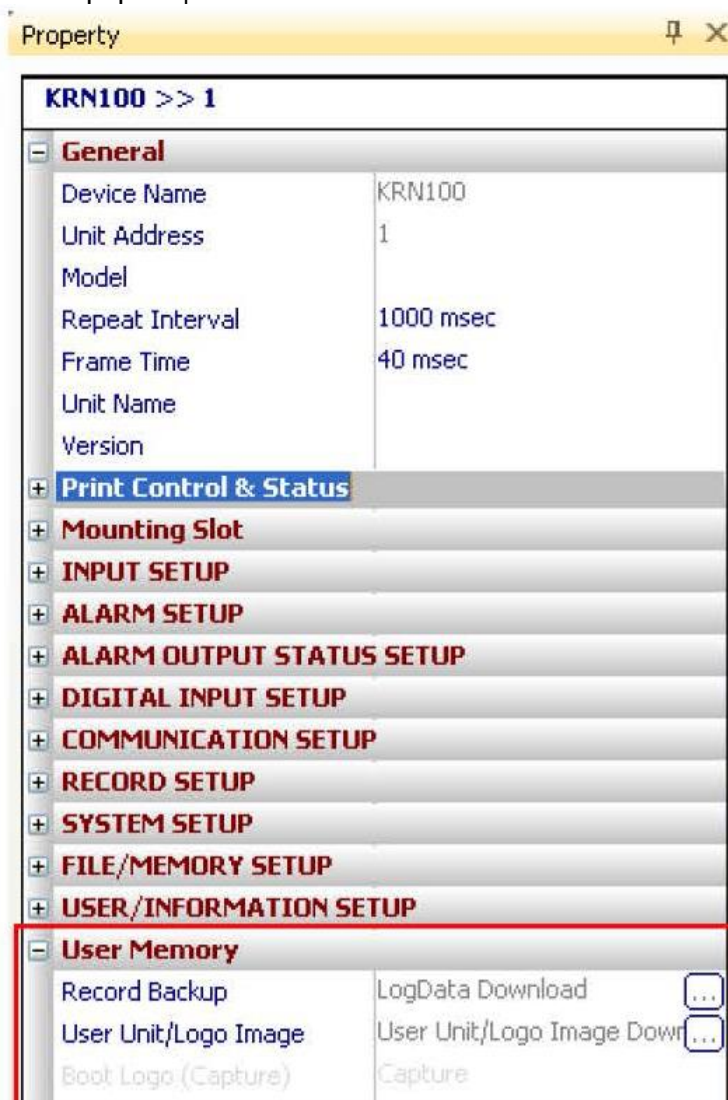 Property
KRN100 >> 1
General
Device Name KRN100
Unit Address 1
Model
Repeat Interval 1000 msec
Frame Time 40 msec
Unit Name
Version
Print Control & Status
Mounting Slot
INPUT SETUP
ALARM SETUP
ALARM OUTPUT STATUS SETUP
DIGITAL INPUT SETUP
COMMUNICATION SETUP
RECORD SETUP
SYSTEM SETUP
FILE/MEMORY SETUP
USER/INFORMATION SETUP
User Memory
Record Backup LogData Download ...
User Unit/Logo Image User Unit/Logo Image Down ...
Boot Logo (Capture) Capture